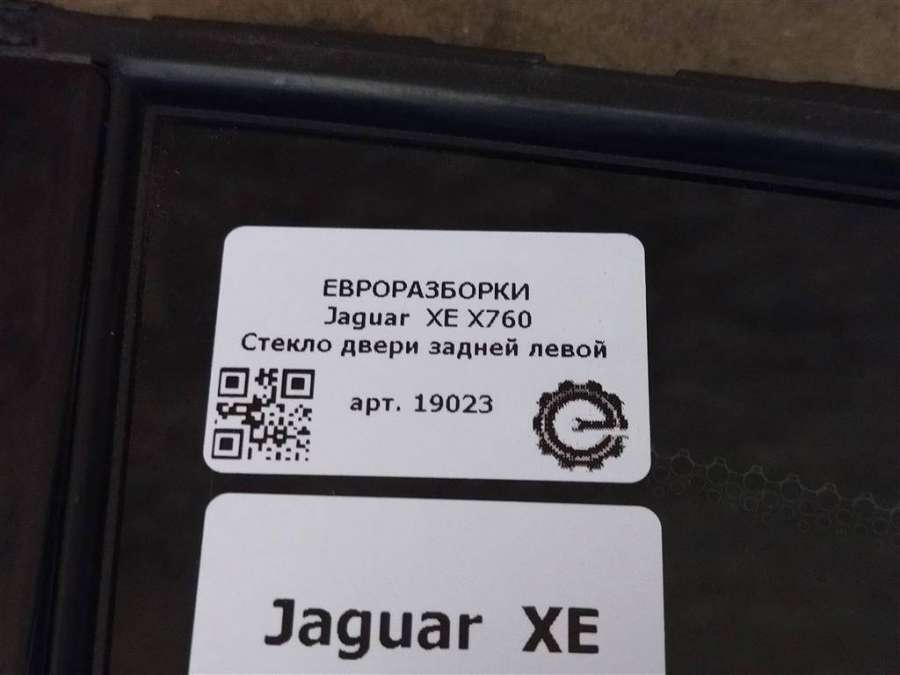 ЕВРОРАЗБОРКИ
Jaguar XE X760
Стекло двери задней левой
арт. 19023
Jaguar XE